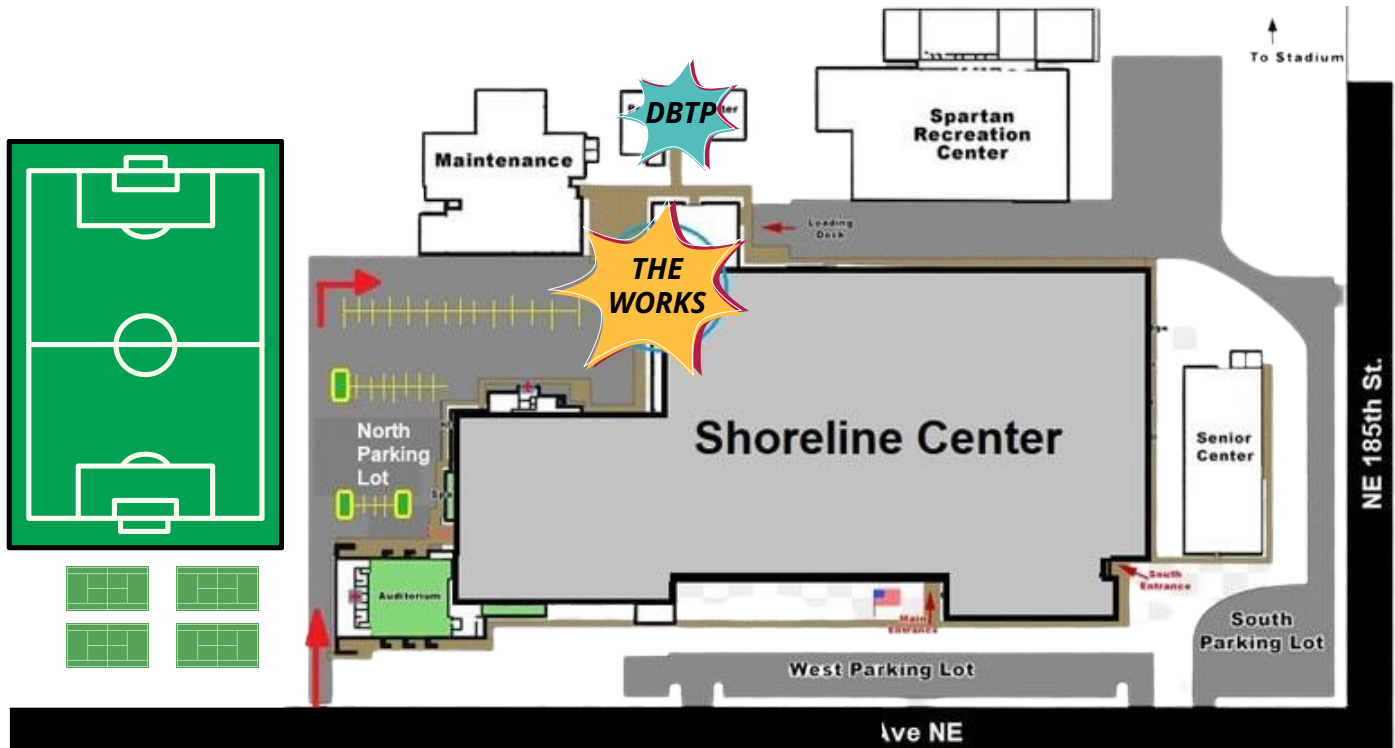 To Stadium
DBTP
Maintenance
Spartan
Recreation
Center
Loading
Dock
THE
WORKS
North
Parking
Lot
Shoreline Center
Senior
Center
NE 185th St.
Auditorium
South
Entrance
Main
Entrance
South
Parking Lot
West Parking Lot
Ave NE